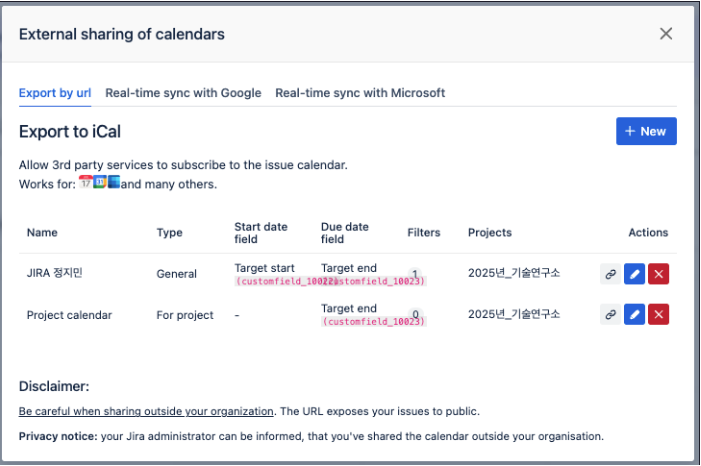 External sharing of calendars
Export by url Real-time sync with Google Real-time sync with Microsoft
Export to iCal
+ New
Allow 3rd party services to subscribe to the issue calendar.
Works for: and many others.
Name Type Start date field Due date field Filters Projects Actions
JIRA 정지민 General Target start (customfield_10022) Target end (customfield_10023) 1 2025년_기술연구소
Project calendar For project - Target end (customfield_10023) 0 2025년_기술연구소
Disclaimer:
Be careful when sharing outside your organization. The URL exposes your issues to public.
Privacy notice: your Jira administrator can be informed, that you've shared the calendar outside your organisation.